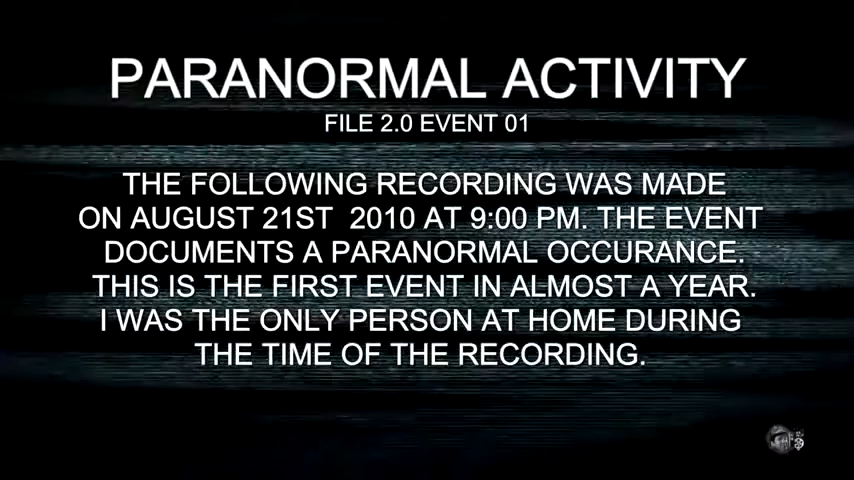 PARANORMAL ACTIVITY
FILE 2.0 EVENT 01
THE FOLLOWING RECORDING WAS MADE
ON AUGUST 21ST 2010 AT 9:00 PM. THE EVENT
DOCUMENTS A PARANORMAL OCCURANCE.
THIS IS THE FIRST EVENT IN ALMOST A YEAR.
I WAS THE ONLY PERSON AT HOME DURING
THE TIME OF THE RECORDING.